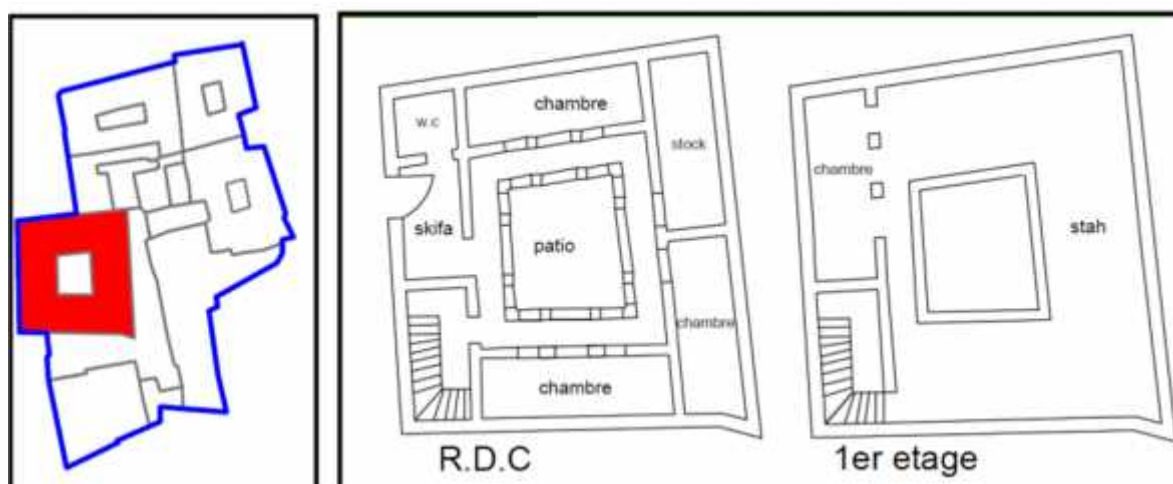 chambre
w.c
stock
skifa
patio
chambre
chambre
R.D.C
chambre
stah
1er etage